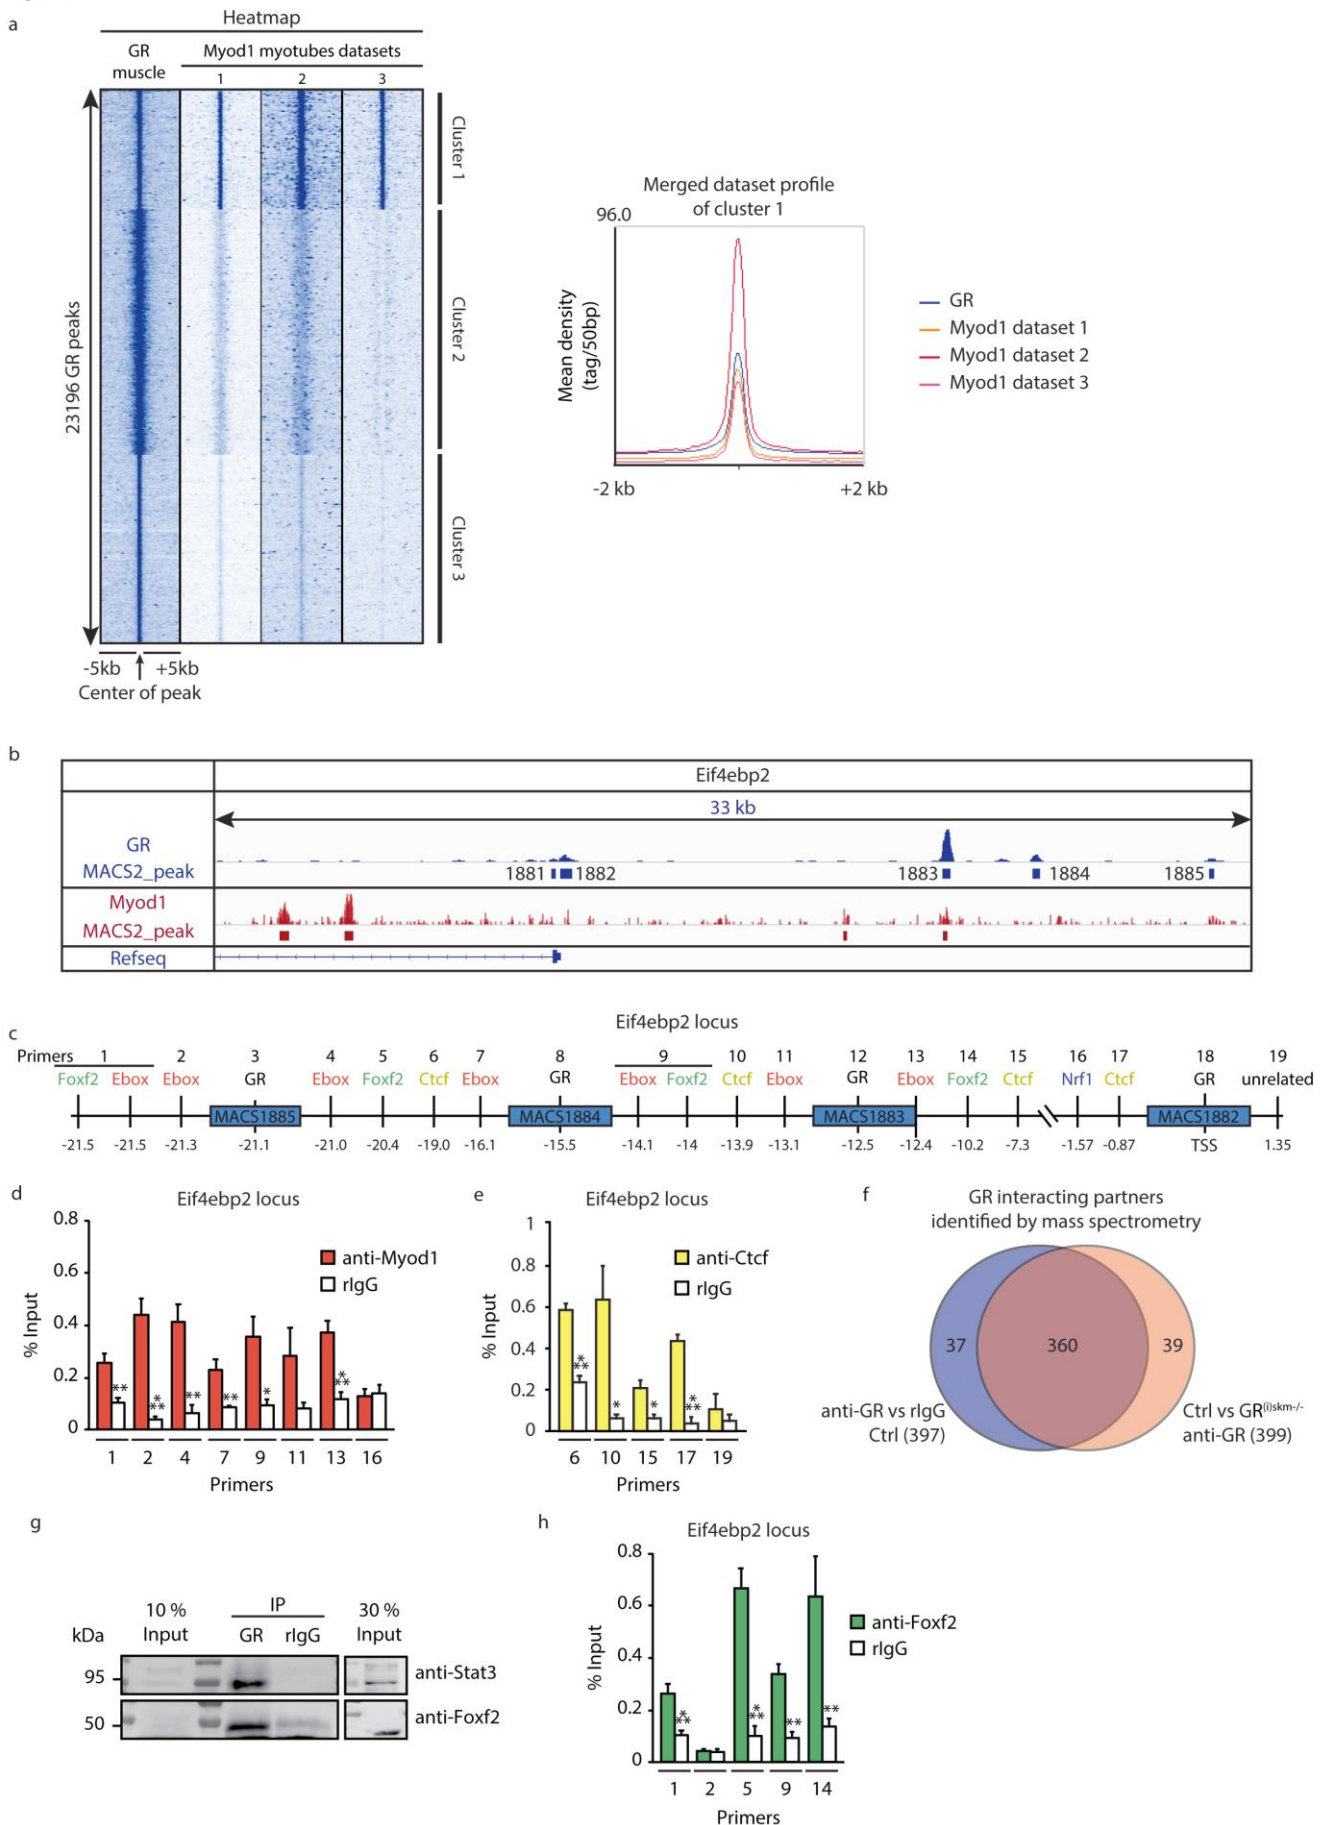 a
Heatmap
GR
muscle
Myod1 myotubes datasets
1 2 3
23196 GR peaks
Cluster 1
Cluster 2
Cluster 3
-5kb +5kb
Center of peak
Merged dataset profile
of cluster 1
96.0
Mean density
(tag/50bp)
-2 kb +2 kb
GR
Myod1 dataset 1
Myod1 dataset 2
Myod1 dataset 3
b
Eif4ebp2
33 kb
GR
MACS2_peak
1881 1882 1883 1884 1885
Myod1
MACS2_peak
Refseq
c
Eif4ebp2 locus
Primers 1 2 3 4 5 6 7 8 9 10 11 12 13 14 15 16 17 18 19
Foxf2 Ebox Ebox GR Ebox Foxf2 Ctcf Ebox GR Ebox Foxf2 Ctcf Ebox GR Ebox Foxf2 Ctcf Nrf1 Ctcf GR unrelated
MACS1885 MACS1884 MACS1883 MACS1882
-21.5 -21.5 -21.3 -21.1 -21.0 -20.4 -19.0 -16.1 -15.5 -14.1 -14 -13.9 -13.1 -12.5 -12.4 -10.2 -7.3 -1.57 -0.87 TSS 1.35
d
Eif4ebp2 locus
0.8
0.6
0.4
0.2
0
% Input
anti-Myod1
rIgG
** ** ** ** ** * ** **
1 2 4 7 9 11 13 16
Primers
e
Eif4ebp2 locus
1
0.8
0.6
0.4
0.2
0
% Input
anti-Ctcf
rIgG
** ** * * ** **
6 10 15 17 19
Primers
f
GR interacting partners
identified by mass spectrometry
37 360 39
anti-GR vs rIgG
Ctrl (397)
Ctrl vs GR(i)skm-/-
anti-GR (399)
g
10 %
Input
IP
GR rIgG
30 %
Input
kDa
95
anti-Stat3
50
anti-Foxf2
h
Eif4ebp2 locus
0.8
0.6
0.4
0.2
0
% Input
anti-Foxf2
rIgG
** ** ** ** ** **
1 2 5 9 14
Primers